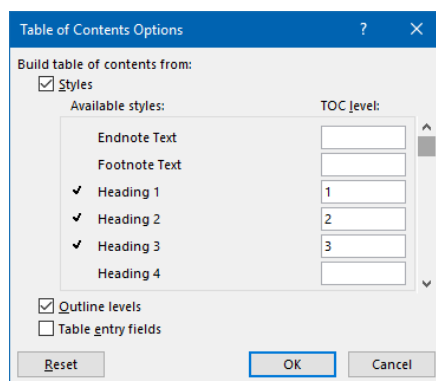 Table of Contents Options
Build table of contents from:
Styles
Available styles: TOC level:
Endnote Text
Footnote Text
Heading 1 1
Heading 2 2
Heading 3 3
Heading 4
Outline levels
Table entry fields
Reset OK Cancel